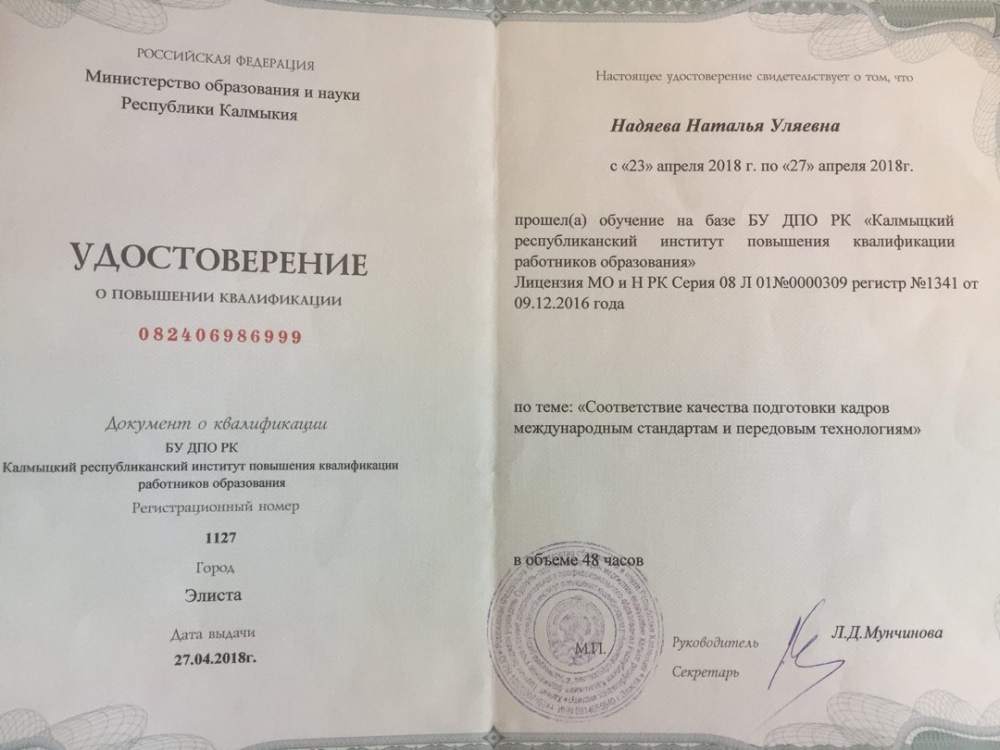 РОССИЙСКАЯ ФЕДЕРАЦИЯ
Министерство образования и науки
Республики Калмыкия
УДОСТОВЕРЕНИЕ
О ПОВЫШЕНИИ КВАЛИФИКАЦИИ
082406986999
Документ о квалификации
БУ ДПО РК
Калмыцкий республиканский институт повышения квалификации
работников образования
Регистрационный номер
1127
Город
Элиста
Дата выдачи
27.04.2018г.
Настоящее удостоверение свидетельствует о том, что
Надяева Наталья Уляевна
с «23» апреля 2018 г. по «27» апреля 2018г.
прошел(а) обучение на базе БУ ДПО РК «Калмыцкий
республиканский институт повышения квалификации
работников образования»
Лицензия МО и Н РК Серия 08 Л 01№0000309 регистр №1341 от
09.12.2016 года
по теме: «Соответствие качества подготовки кадров
международным стандартам и передовым технологиям»
в объеме 48 часов
М.П.
Руководитель
Л.Д.Мунчинова
Секретарь